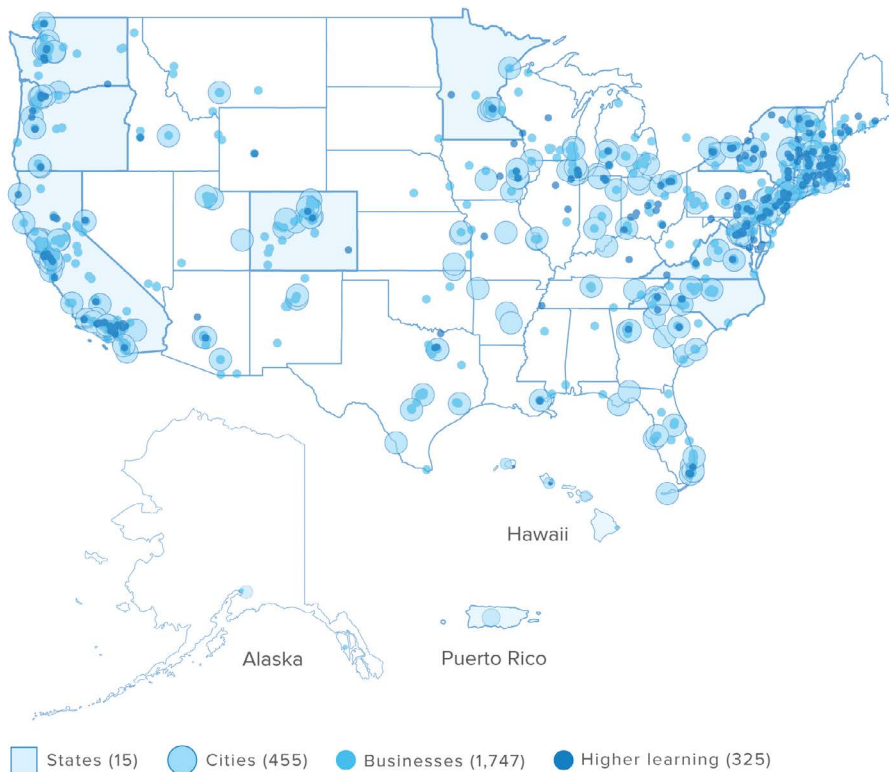 Hawaii
Alaska
Puerto Rico
States (15) Cities (455) Businesses (1,747) Higher learning (325)